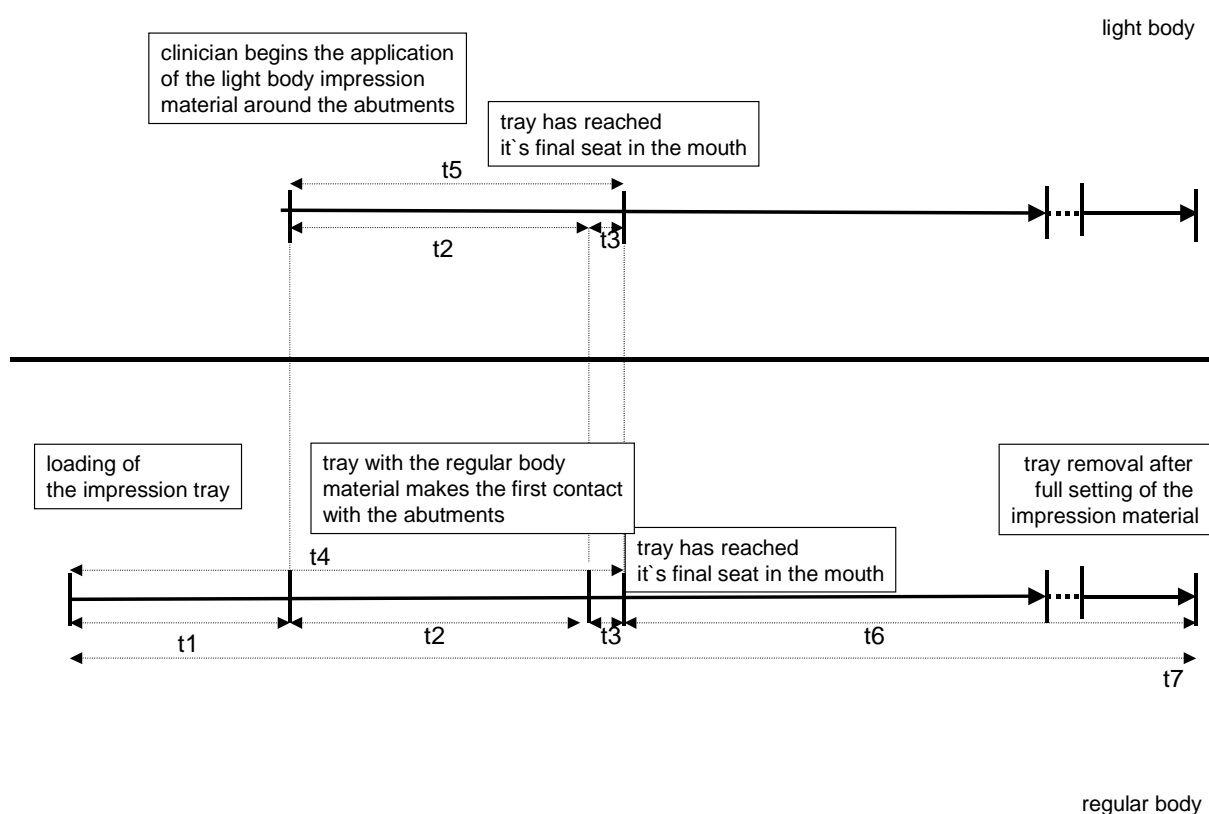 light body
clinician begins the application
of the light body impression
material around the abutments
tray has reached
it`s final seat in the mouth
t5
t2
t3
loading of
the impression tray
tray with the regular body
material makes the first contact
with the abutments
tray removal after
full setting of the
impression material
tray has reached
it`s final seat in the mouth
t4
t1
t2
t3
t6
t7
regular body